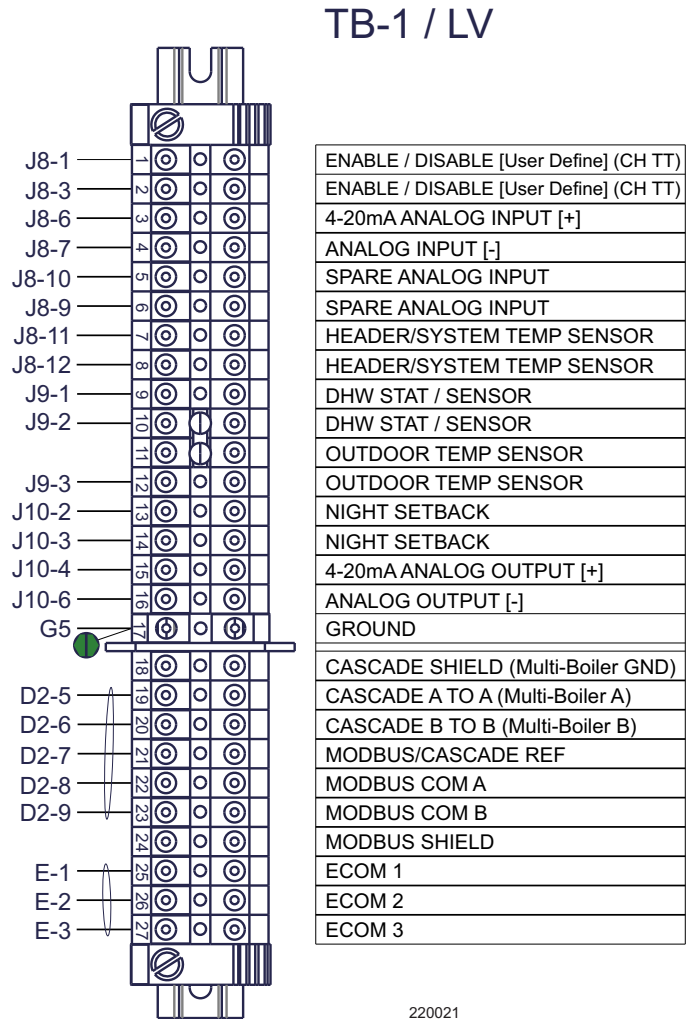 TB-1 / LV
J8-1 1 ENABLE / DISABLE [User Define] (CH TT)
J8-3 2 ENABLE / DISABLE [User Define] (CH TT)
J8-6 3 4-20mA ANALOG INPUT [+]
J8-7 4 ANALOG INPUT [-]
J8-10 5 SPARE ANALOG INPUT
J8-9 6 SPARE ANALOG INPUT
J8-11 7 HEADER/SYSTEM TEMP SENSOR
J8-12 8 HEADER/SYSTEM TEMP SENSOR
J9-1 9 DHW STAT / SENSOR
J9-2 10 DHW STAT / SENSOR
11 OUTDOOR TEMP SENSOR
J9-3 12 OUTDOOR TEMP SENSOR
J10-2 13 NIGHT SETBACK
J10-3 14 NIGHT SETBACK
J10-4 15 4-20mA ANALOG OUTPUT [+]
J10-6 16 ANALOG OUTPUT [-]
G5 17 GROUND
18 CASCADE SHIELD (Multi-Boiler GND)
D2-5 19 CASCADE A TO A (Multi-Boiler A)
D2-6 20 CASCADE B TO B (Multi-Boiler B)
D2-7 21 MODBUS/CASCADE REF
D2-8 22 MODBUS COM A
D2-9 23 MODBUS COM B
24 MODBUS SHIELD
E-1 25 ECOM 1
E-2 26 ECOM 2
E-3 27 ECOM 3
220021